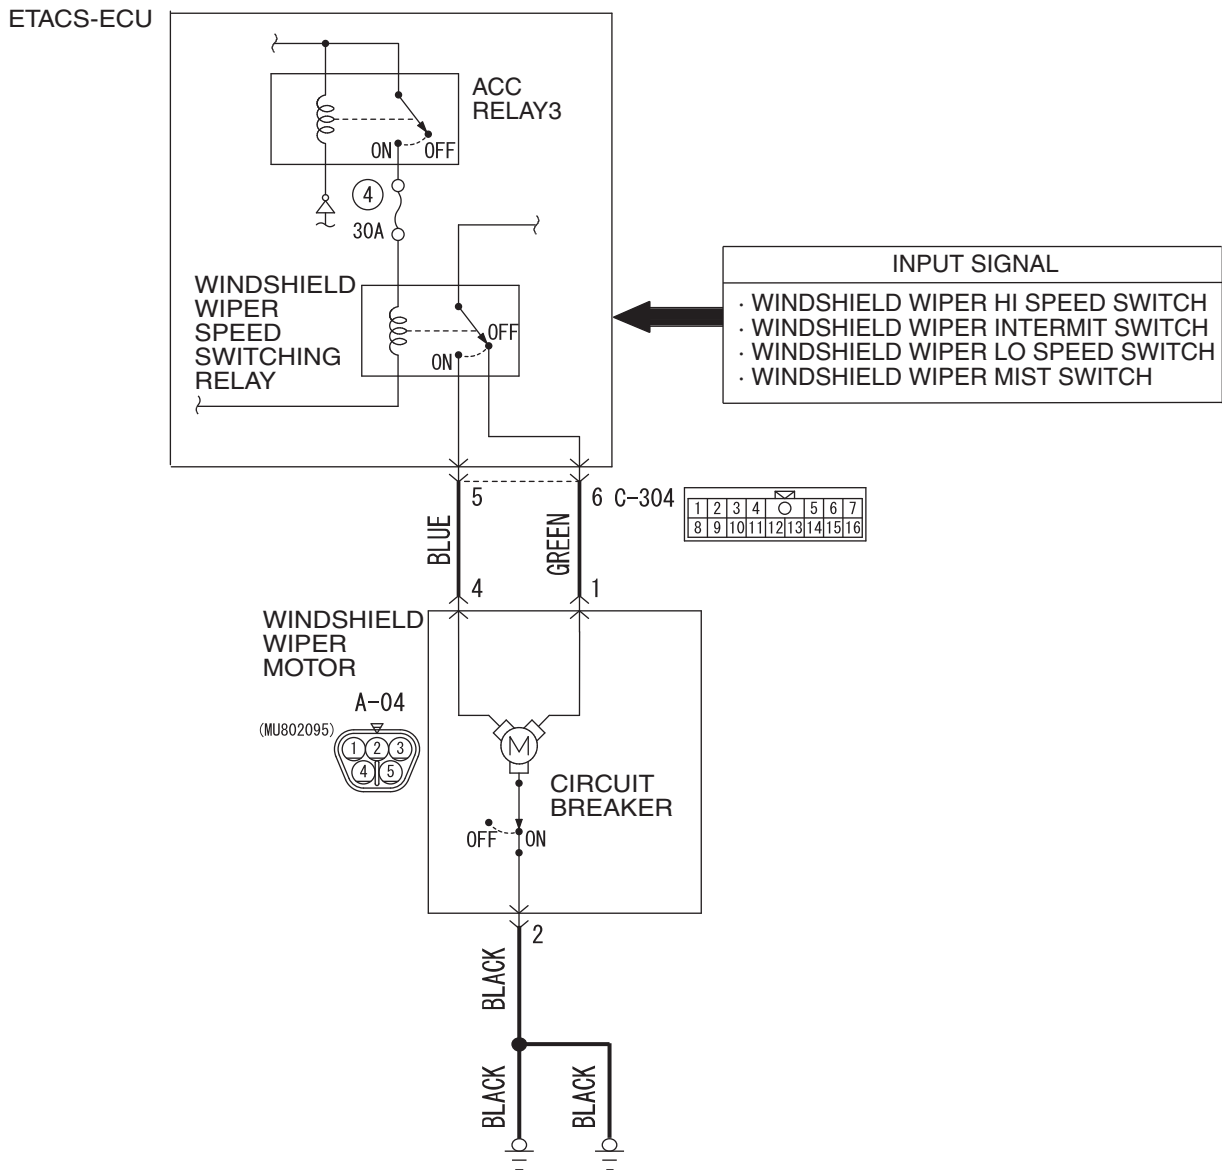 ETACS-ECU
ACC
RELAY3
ON
OFF
4
30A
WINDSHIELD
WIPER
SPEED
SWITCHING
RELAY
OFF
ON
INPUT SIGNAL
· WINDSHIELD WIPER HI SPEED SWITCH
· WINDSHIELD WIPER INTERMIT SWITCH
· WINDSHIELD WIPER LO SPEED SWITCH
· WINDSHIELD WIPER MIST SWITCH
5
6 C-304
1 2 3 4 5 6 7
8 9 10 11 12 13 14 15 16
BLUE
GREEN
4
1
WINDSHIELD
WIPER
MOTOR
A-04
(MU802095)
1 2 3
4 5
M
CIRCUIT
BREAKER
OFF
ON
2
BLACK
BLACK
BLACK